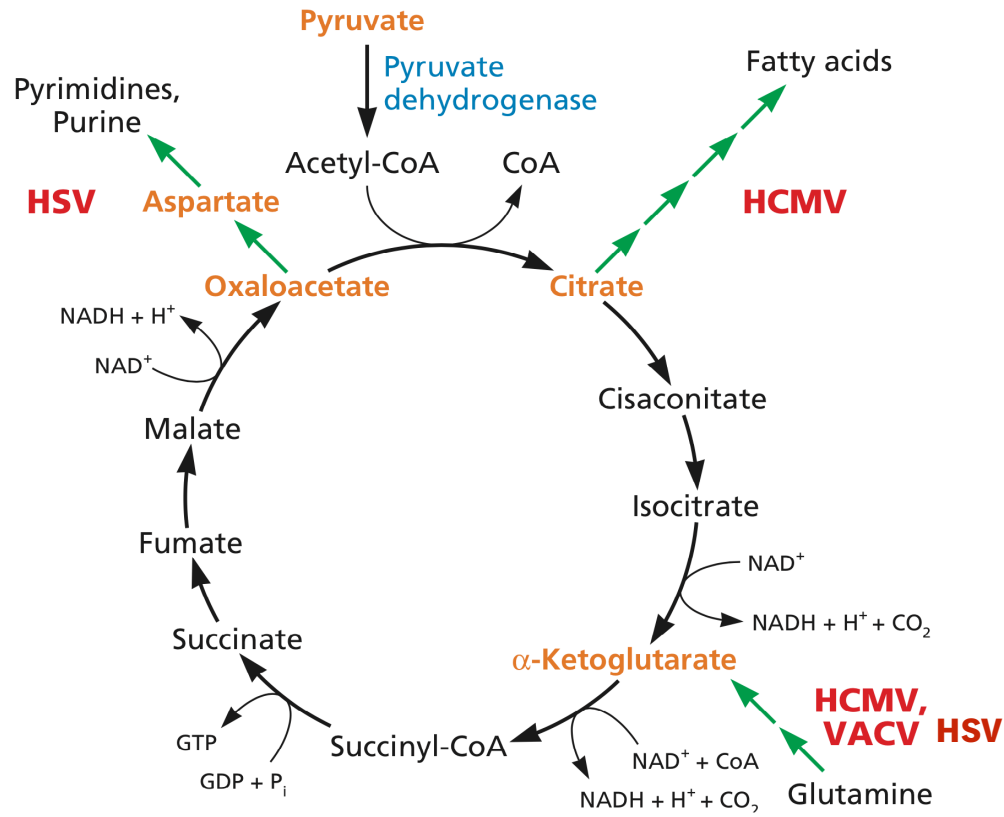 Pyruvate
Pyruvate
dehydrogenase
Fatty acids
Pyrimidines,
Purine
Acetyl-CoA
CoA
HSV
Aspartate
HCMV
Oxaloacetate
Citrate
NADH + H⁺
NAD⁺
Cisaconitate
Malate
Isocitrate
Fumate
NAD⁺
NADH + H⁺ + CO₂
Succinate
α-Ketoglutarate
HCMV,
VACV HSV
GTP
Succinyl-CoA
NAD⁺ + CoA
GDP + Pᵢ
NADH + H⁺ + CO₂
Glutamine